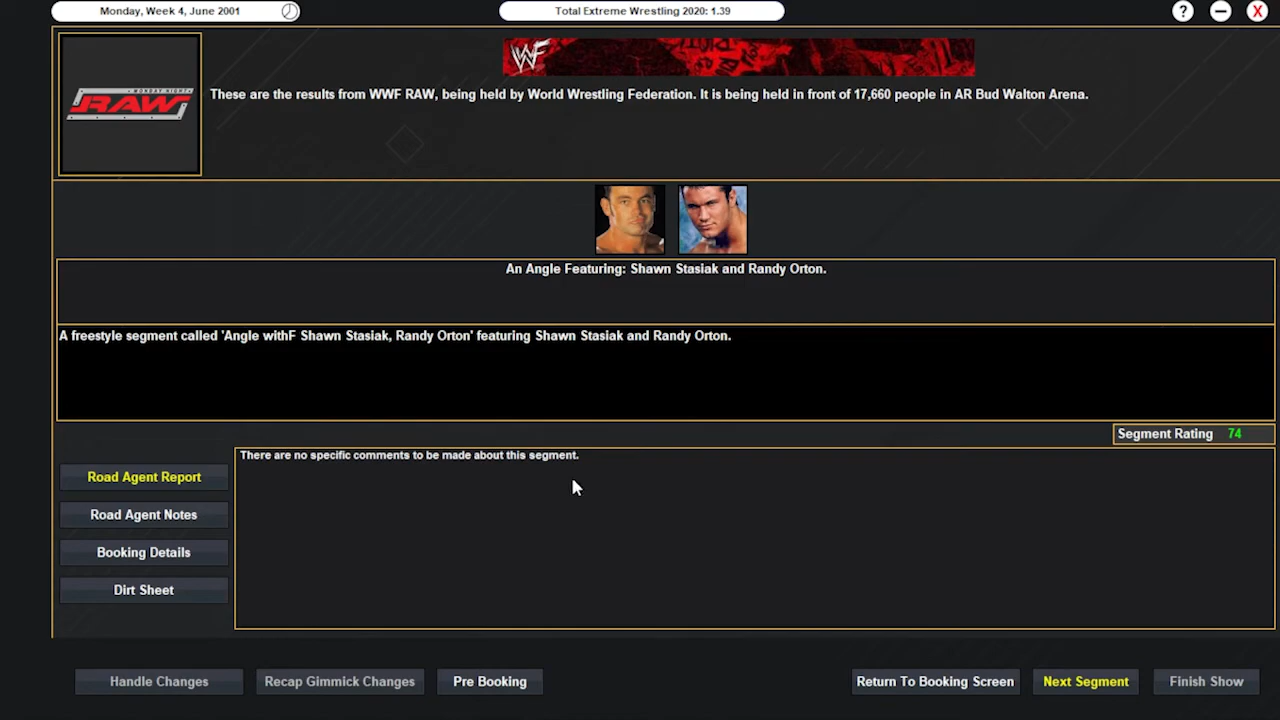 Monday, Week 4, June 2001
Total Extreme Wrestling 2020: 1.39
?
X
MONDAY NIGHT
RAW
WF
These are the results from WWF RAW, being held by World Wrestling Federation. It is being held in front of 17,660 people in AR Bud Walton Arena.
An Angle Featuring: Shawn Stasiak and Randy Orton.
A freestyle segment called 'Angle withF Shawn Stasiak, Randy Orton' featuring Shawn Stasiak and Randy Orton.
Segment Rating 74
Road Agent Report
There are no specific comments to be made about this segment.
Road Agent Notes
Booking Details
Dirt Sheet
Handle Changes
Recap Gimmick Changes
Pre Booking
Return To Booking Screen
Next Segment
Finish Show